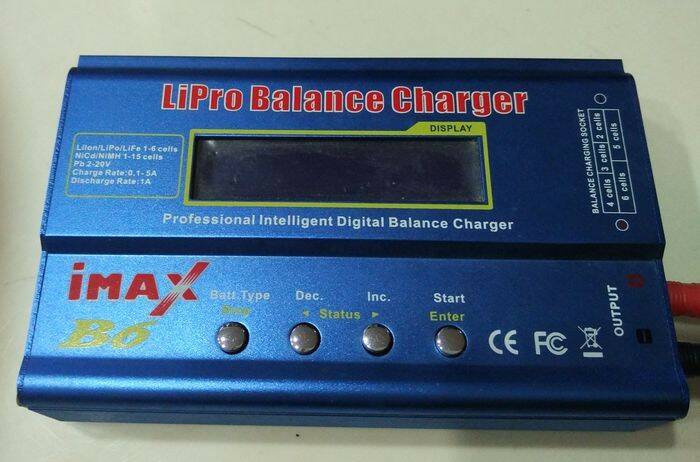 LiPro Balance Charger
DISPLAY
LiIon/LiPo/LiFe 1-6 cells
NiCd/NiMH 1-15 cells
Pb 2-20V
Charge Rate:0.1-5A
Discharge Rate:1A
Professional Intelligent Digital Balance Charger
BALANCE CHARGING SOCKET
2 cells
3 cells
4 cells
5 cells
6 cells
iMAX
B6
Batt.Type
Stop
Dec.
Inc.
◄ Status ►
Start
Enter
CE FC
OUTPUT